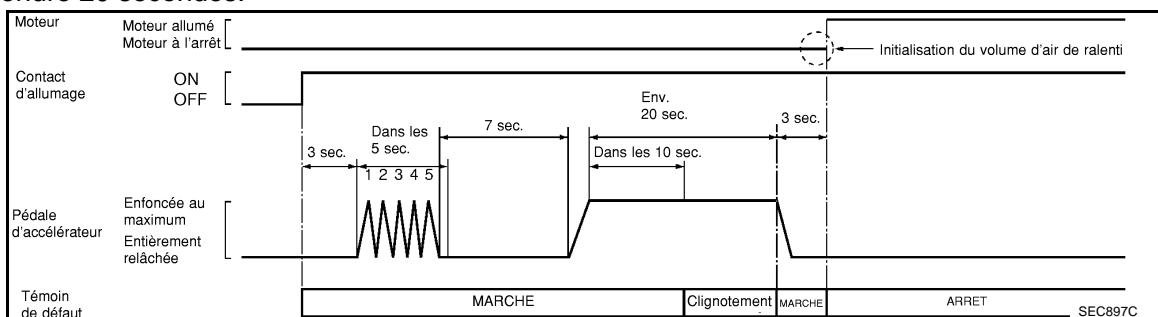 endre 20 secondes.
Moteur
Moteur allumé
Moteur à l'arrêt
Initialisation du volume d'air de ralenti
Contact d'allumage
ON
OFF
3 sec.
Dans les 5 sec.
1 2 3 4 5
7 sec.
Env. 20 sec.
Dans les 10 sec.
3 sec.
Pédale d'accélérateur
Enfoncée au maximum
Entièrement relâchée
Témoin de défaut
MARCHE
Clignotement
MARCHE
ARRET
SEC897C